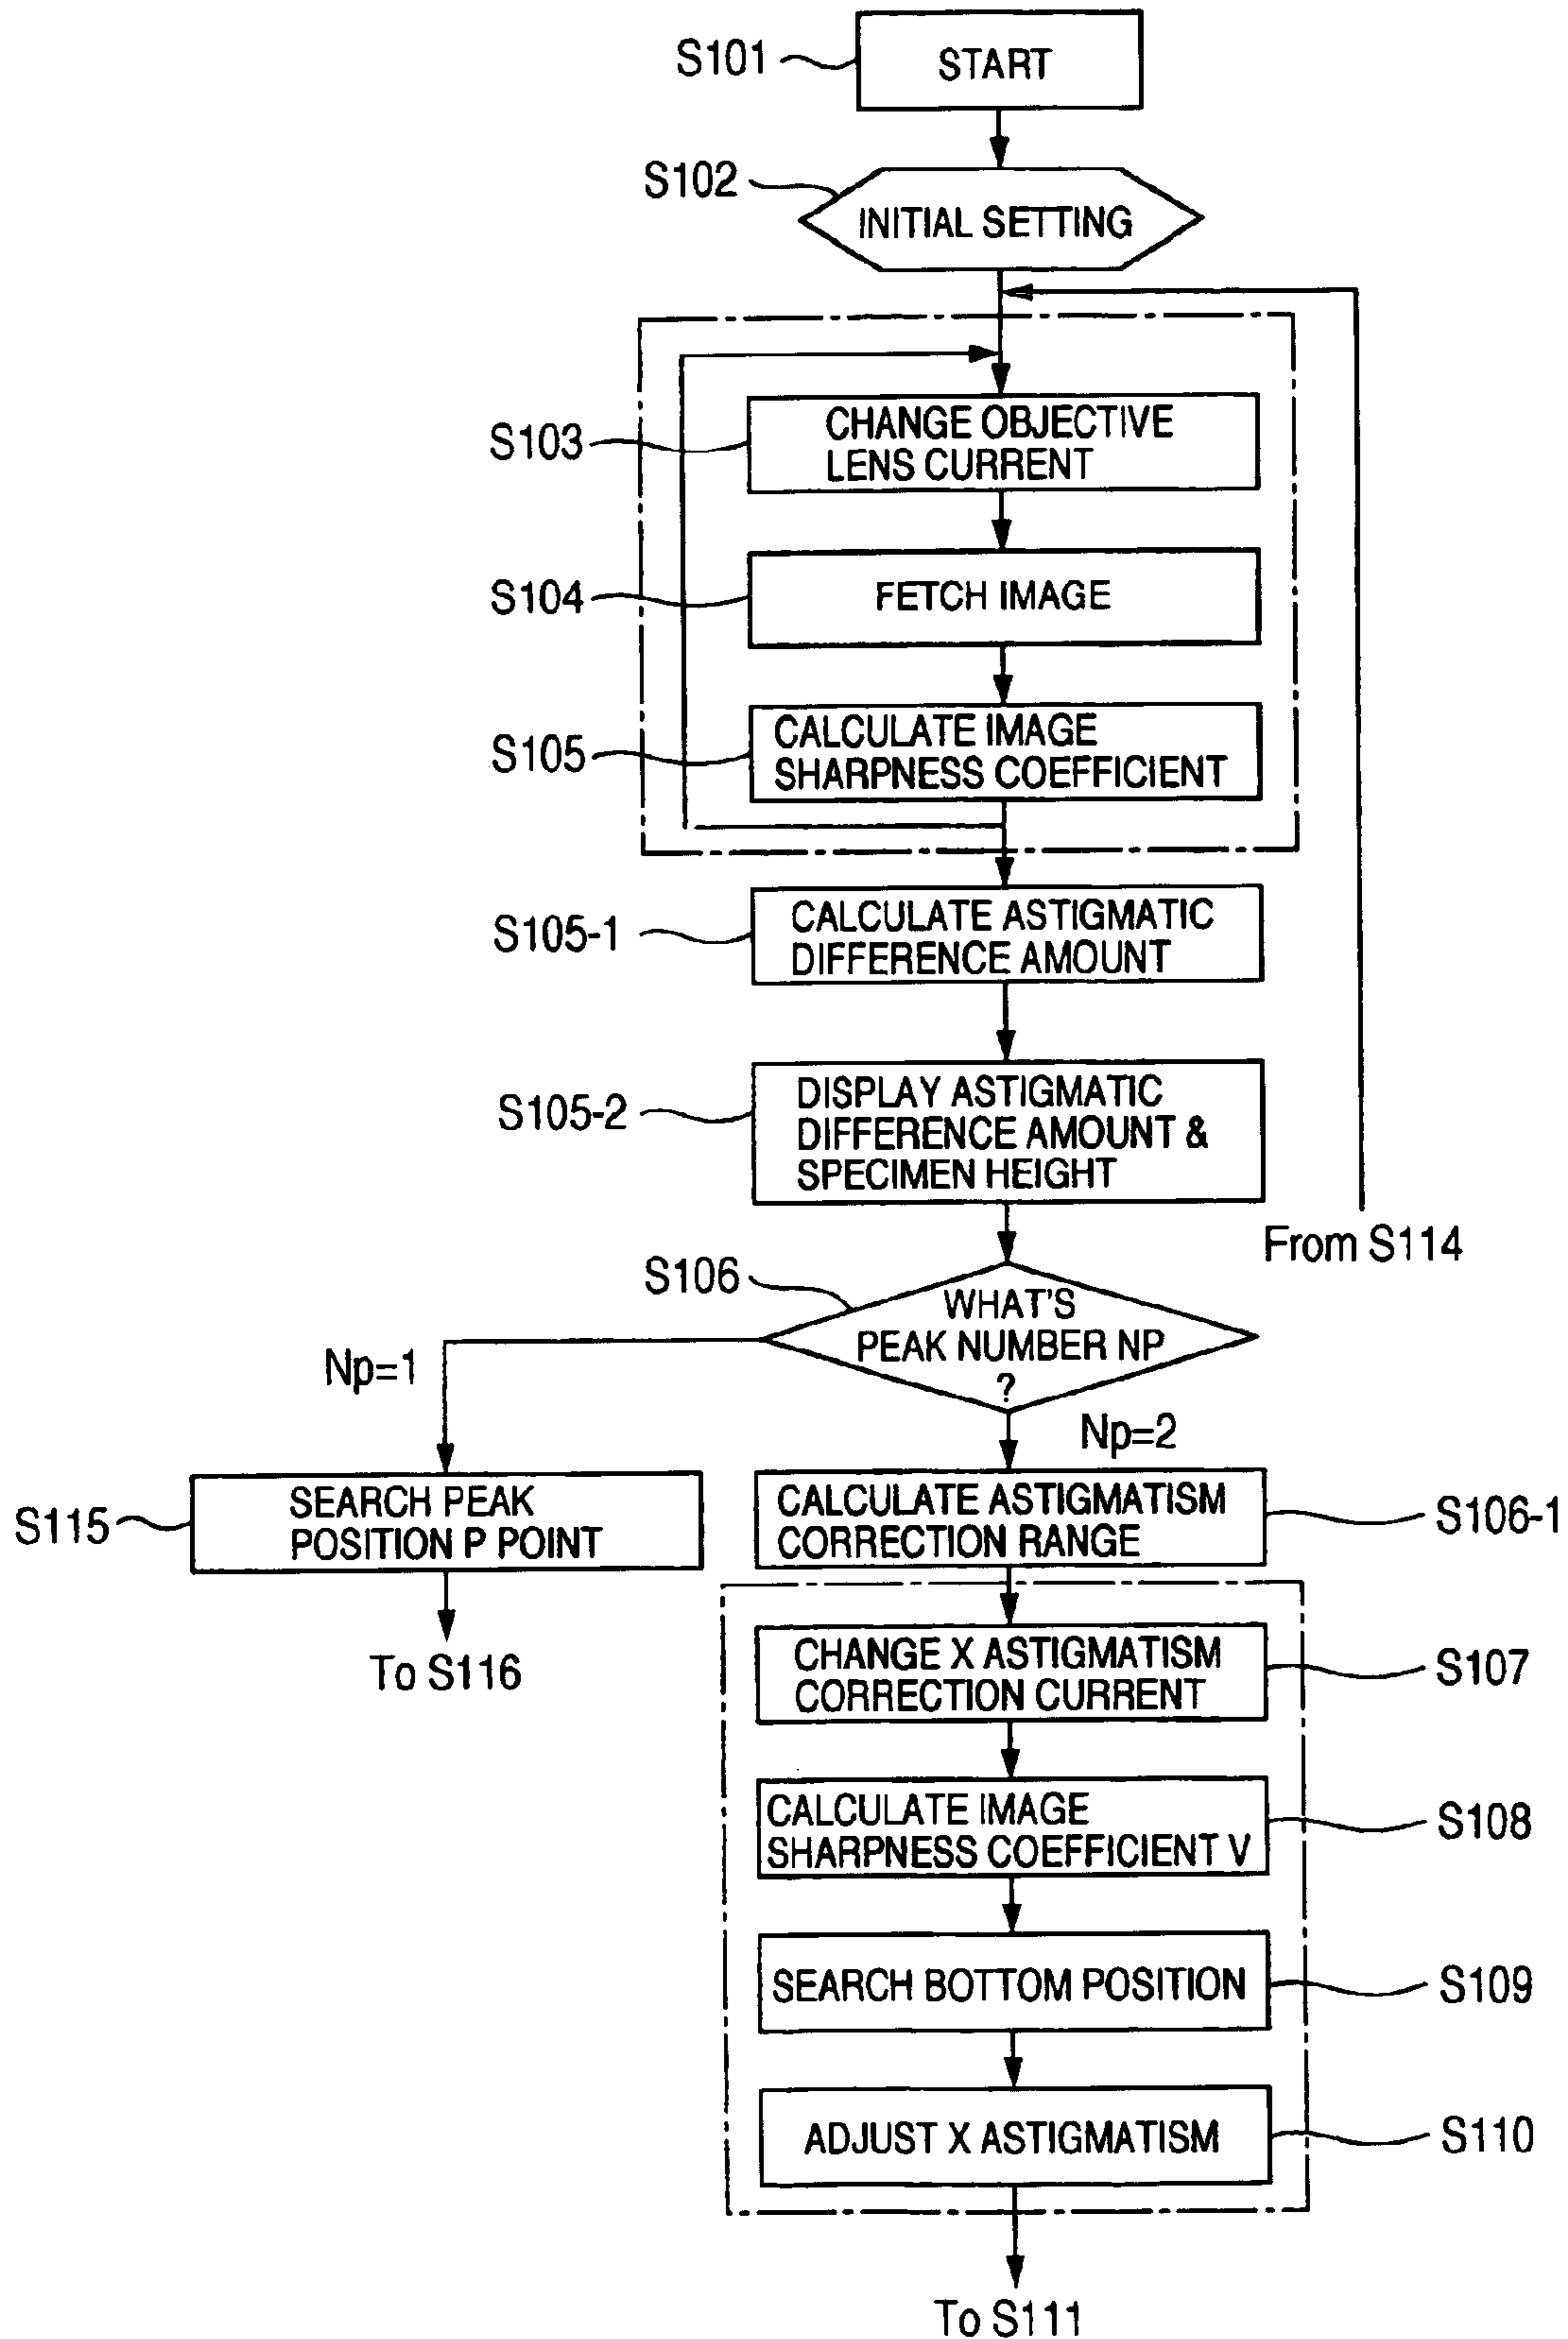 S101
START
S102
INITIAL SETTING
S103
CHANGE OBJECTIVE
LENS CURRENT
S104
FETCH IMAGE
S105
CALCULATE IMAGE
SHARPNESS COEFFICIENT
S105-1
CALCULATE ASTIGMATIC
DIFFERENCE AMOUNT
S105-2
DISPLAY ASTIGMATIC
DIFFERENCE AMOUNT &
SPECIMEN HEIGHT
From S114
S106
WHAT'S
PEAK NUMBER NP
?
Np=1
Np=2
S115
SEARCH PEAK
POSITION P POINT
To S116
CALCULATE ASTIGMATISM
CORRECTION RANGE
S106-1
CHANGE X ASTIGMATISM
CORRECTION CURRENT
S107
CALCULATE IMAGE
SHARPNESS COEFFICIENT V
S108
SEARCH BOTTOM POSITION
S109
ADJUST X ASTIGMATISM
S110
To S111